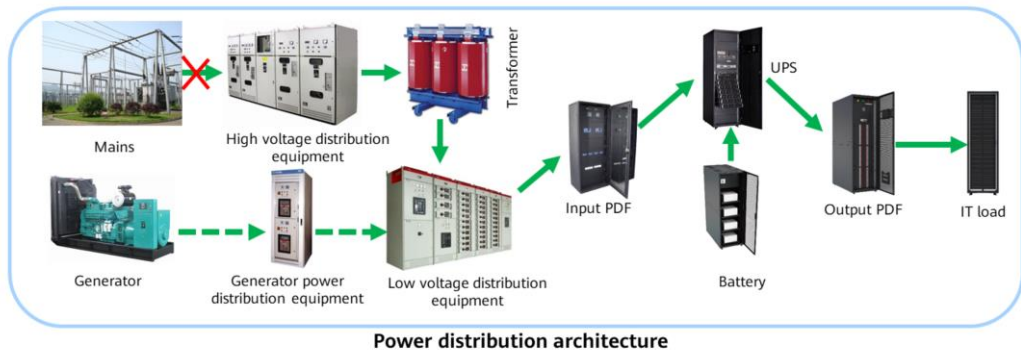 Mains
High voltage distribution
equipment
Transformer
UPS
Input PDF
Output PDF
IT load
Generator
Generator power
distribution equipment
Low voltage distribution
equipment
Battery
Power distribution architecture